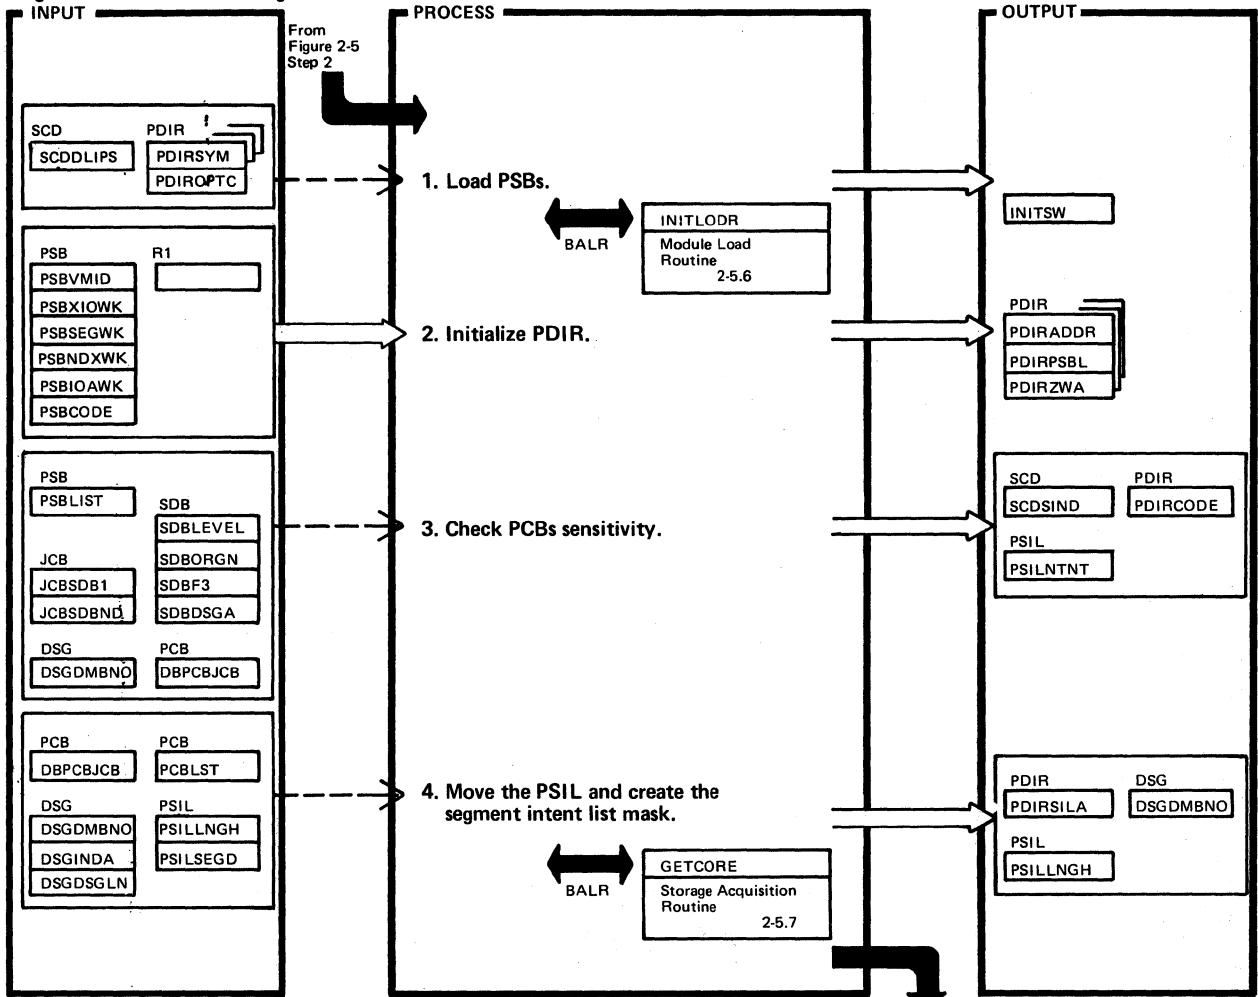 INPUT
PROCESS
OUTPUT
From
Figure 2-5
Step 2
SCD
PDIR
SCDDLIPS
PDIRSYM
PDIROPTC
1. Load PSBs.
BALR
INITLODR
Module Load
Routine
2-5.6
INITSW
PSB
R1
PSBVMID
PSBXIOWK
PSBSEGWK
PSBNDXWK
PSBIOAWK
PSBCODE
2. Initialize PDIR.
PDIR
PDIRADDR
PDIRPSBL
PDIRZWA
PSB
PSBLIST
SDB
SDBLEVEL
SDBORGN
SDBF3
SDBDSGA
JCB
JCBSDB1
JCBSDBND
DSG
PCB
DSGDMBNO
DBPCBJCB
3. Check PCBs sensitivity.
SCD
PDIR
SCDSIND
PDIRCODE
PSIL
PSILNTNT
PCB
PCB
DBPCBJCB
PCBLST
DSG
PSIL
DSGDMBNO
PSILLNGH
DSGINDA
PSILSEGD
DSGDSGLN
4. Move the PSIL and create the
segment intent list mask.
BALR
GETCORE
Storage Acquisition
Routine
2-5.7
PDIR
DSG
PDIRSILA
DSGDMBNO
PSIL
PSILLNGH